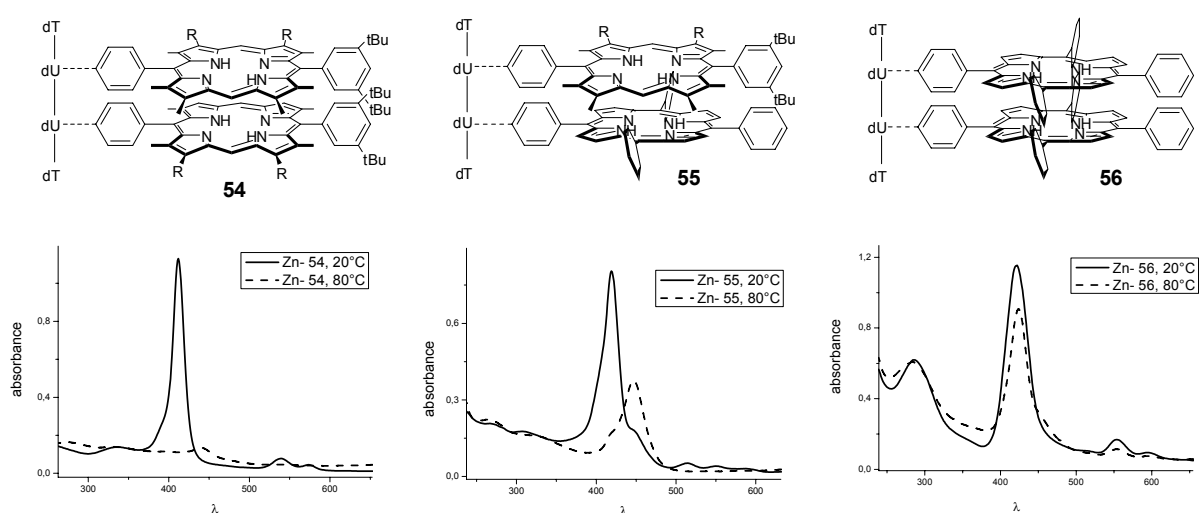 dT
dU
dU
dT
R
R
NH
N
N
HN
NH
N
N
HN
R
R
tBu
tBu
tBu
tBu
54
dT
dU
dU
dT
R
R
NH
N
N
HN
N
NH
N
NH
tBu
tBu
55
dT
dU
dU
dT
N
NH
N
N
N
NH
N
N
56
absorbance
0,8
0,4
0,0
300
400
500
600
λ
Zn- 54, 20°C
Zn- 54, 80°C
absorbance
0,6
0,3
0,0
300
400
500
600
λ
Zn- 55, 20°C
Zn- 55, 80°C
absorbance
1,2
0,8
0,4
0,0
300
400
500
600
λ
Zn- 56, 20°C
Zn- 56, 80°C